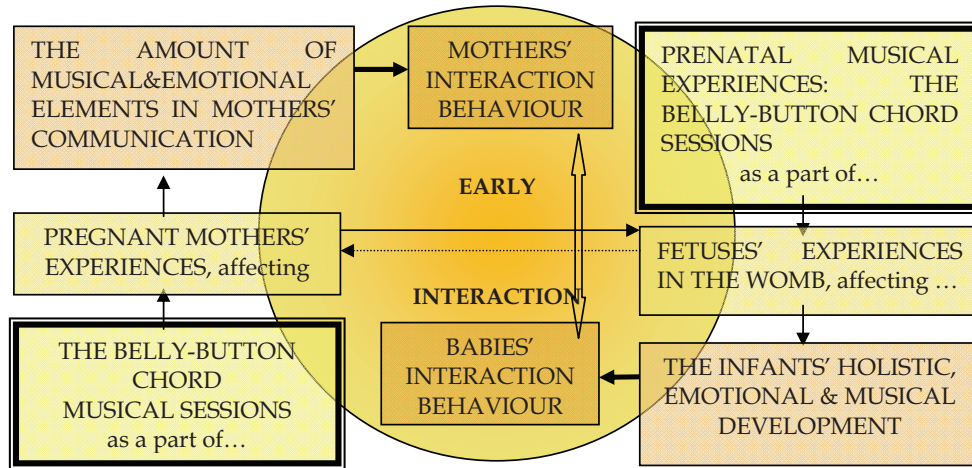 THE AMOUNT OF
MUSICAL&EMOTIONAL
ELEMENTS IN MOTHERS'
COMMUNICATION
MOTHERS'
INTERACTION
BEHAVIOUR
PRENATAL MUSICAL
EXPERIENCES: THE
BELLLY-BUTTON CHORD
SESSIONS
as a part of…
EARLY
PREGNANT MOTHERS'
EXPERIENCES, affecting
FETUSES' EXPERIENCES
IN THE WOMB, affecting …
INTERACTION
THE BELLY-BUTTON
CHORD
MUSICAL SESSIONS
as a part of…
BABIES'
INTERACTION
BEHAVIOUR
THE INFANTS' HOLISTIC,
EMOTIONAL & MUSICAL
DEVELOPMENT